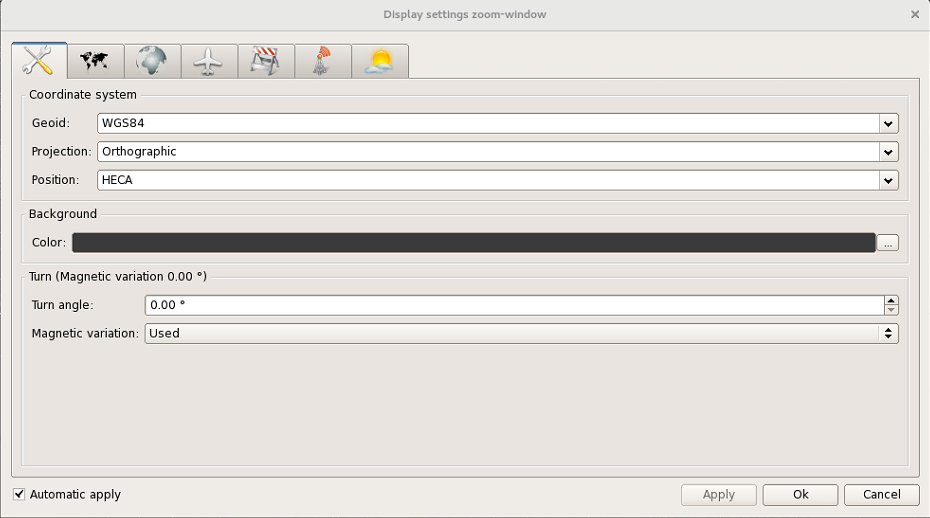 Display settings zoom-window
Coordinate system
Geoid: WGS84
Projection: Orthographic
Position: HECA
Background
Color: ...
Turn (Magnetic variation 0.00 °)
Turn angle: 0.00 °
Magnetic variation: Used
Automatic apply Apply Ok Cancel